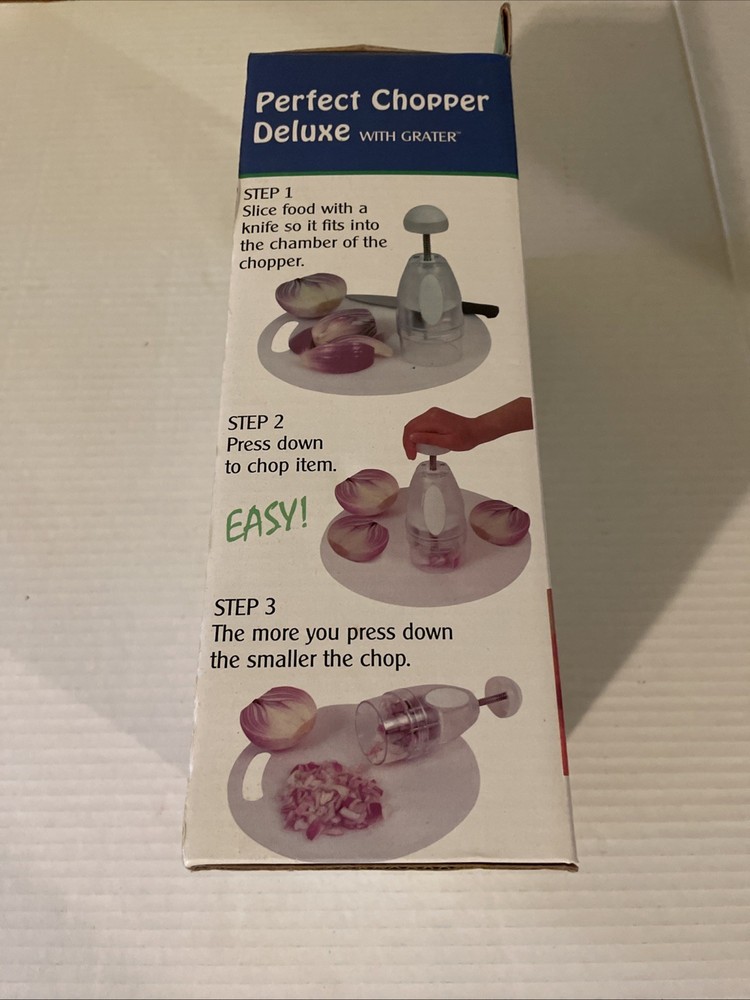 Perfect Chopper
Deluxe WITH GRATER™
STEP 1
Slice food with a
knife so it fits into
the chamber of the
chopper.
STEP 2
Press down
to chop item.
EASY!
STEP 3
The more you press down
the smaller the chop.